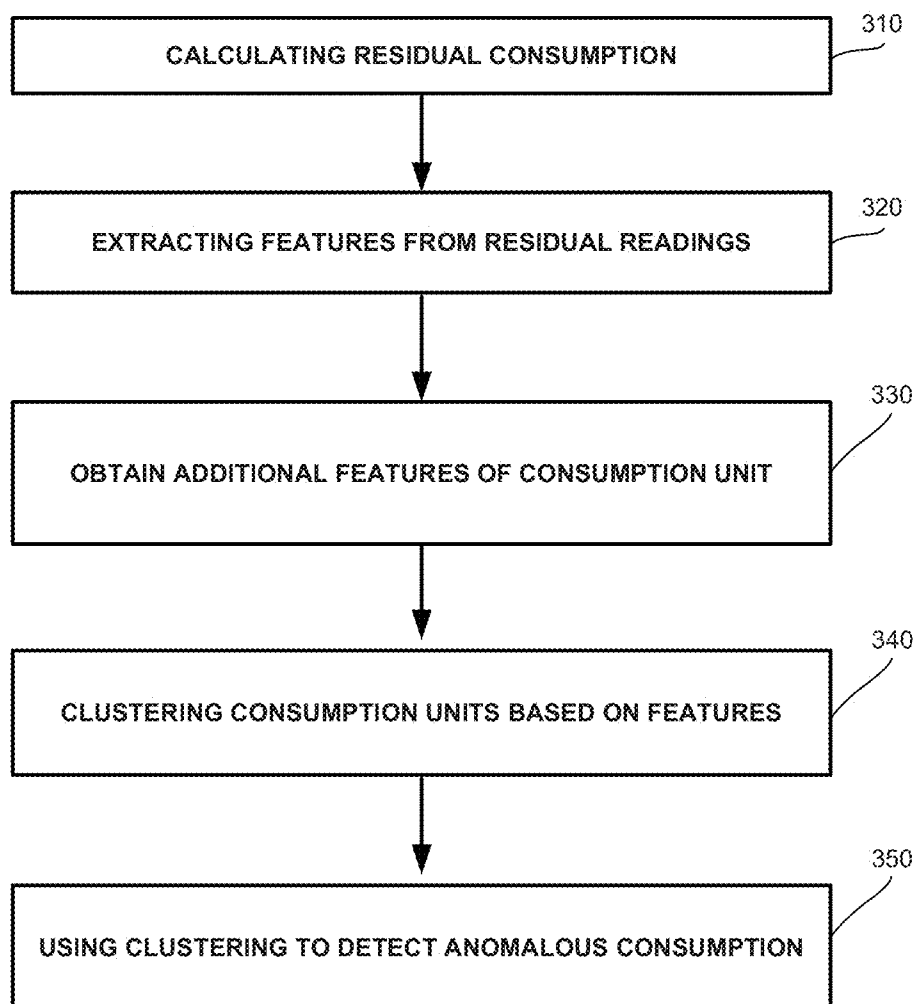 310
CALCULATING RESIDUAL CONSUMPTION
320
EXTRACTING FEATURES FROM RESIDUAL READINGS
330
OBTAIN ADDITIONAL FEATURES OF CONSUMPTION UNIT
340
CLUSTERING CONSUMPTION UNITS BASED ON FEATURES
350
USING CLUSTERING TO DETECT ANOMALOUS CONSUMPTION